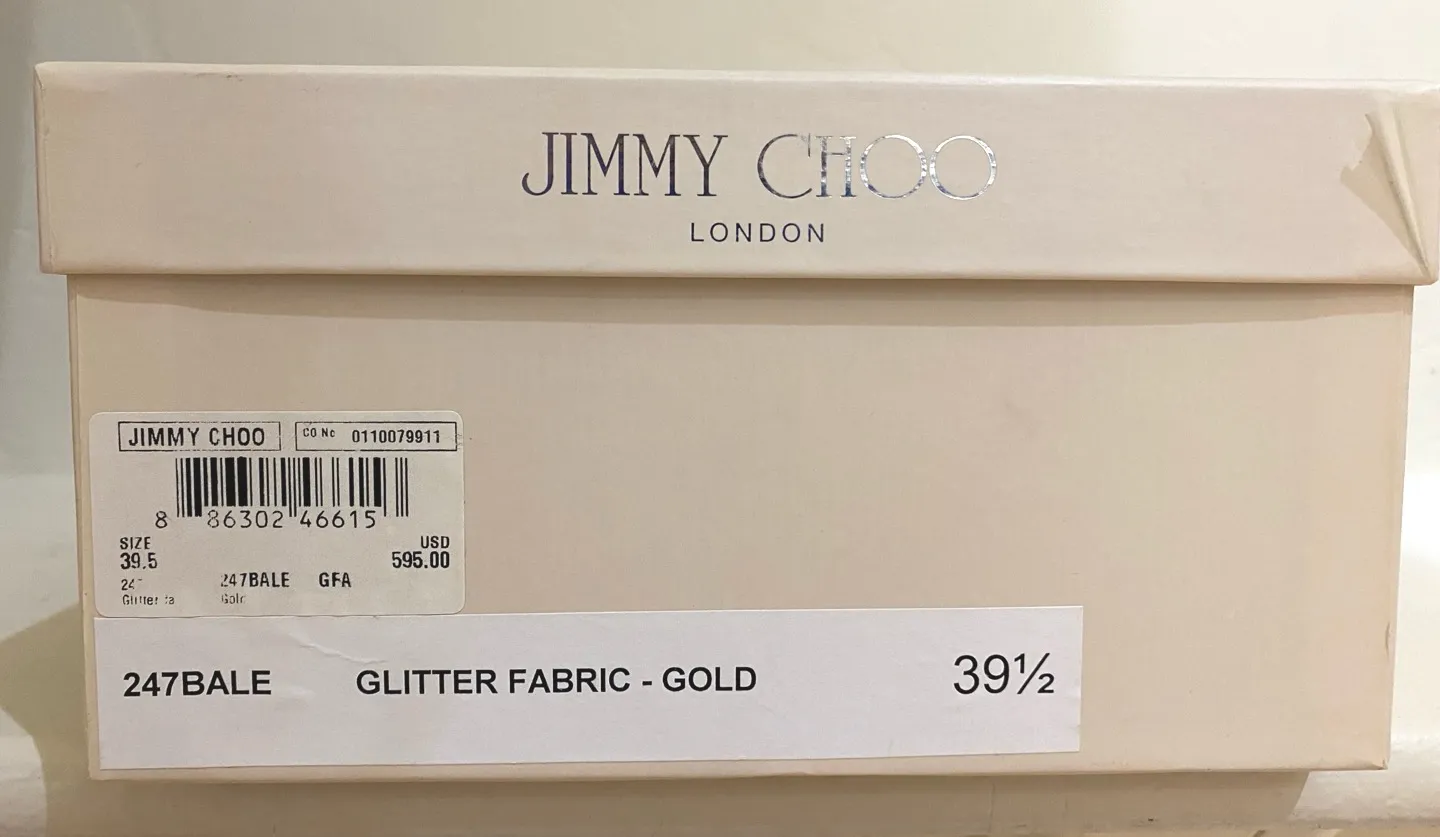 JIMMY CHOO
LONDON
JIMMY CHOO CO No 0110079911
8 86302 46615
SIZE USD
39.5 595.00
247BALE GFA
Glitter Gold
247BALE GLITTER FABRIC - GOLD 39½